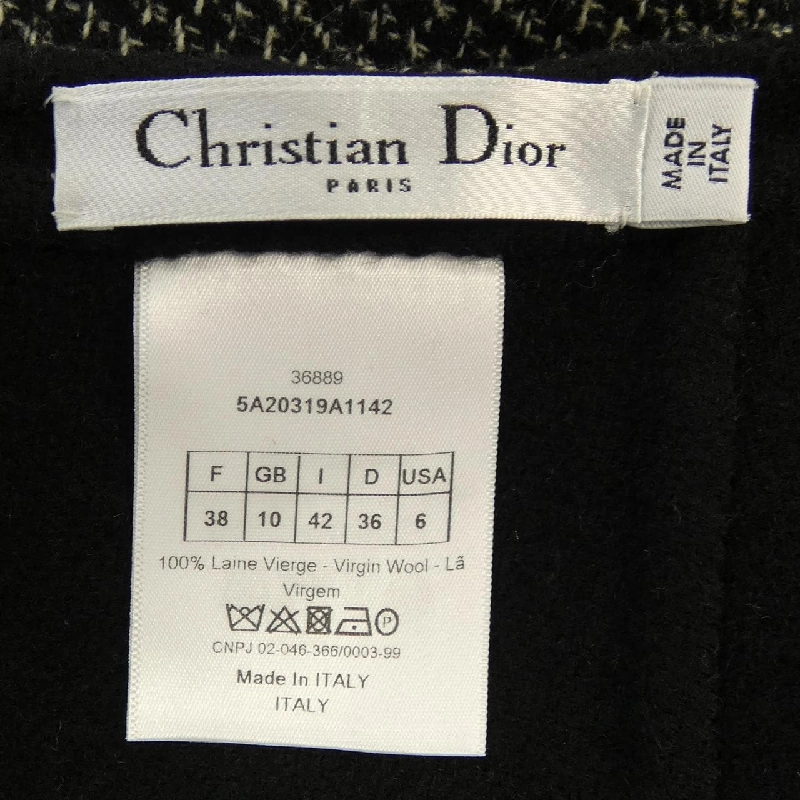 Christian Dior
PARIS
MADE
IN
ITALY
36889
5A20319A1142
F GB I D USA
38 10 42 36 6
100% Laine Vierge - Virgin Wool - Lã
Virgem
P
CNPJ 02-046-366/0003-99
Made In ITALY
ITALY